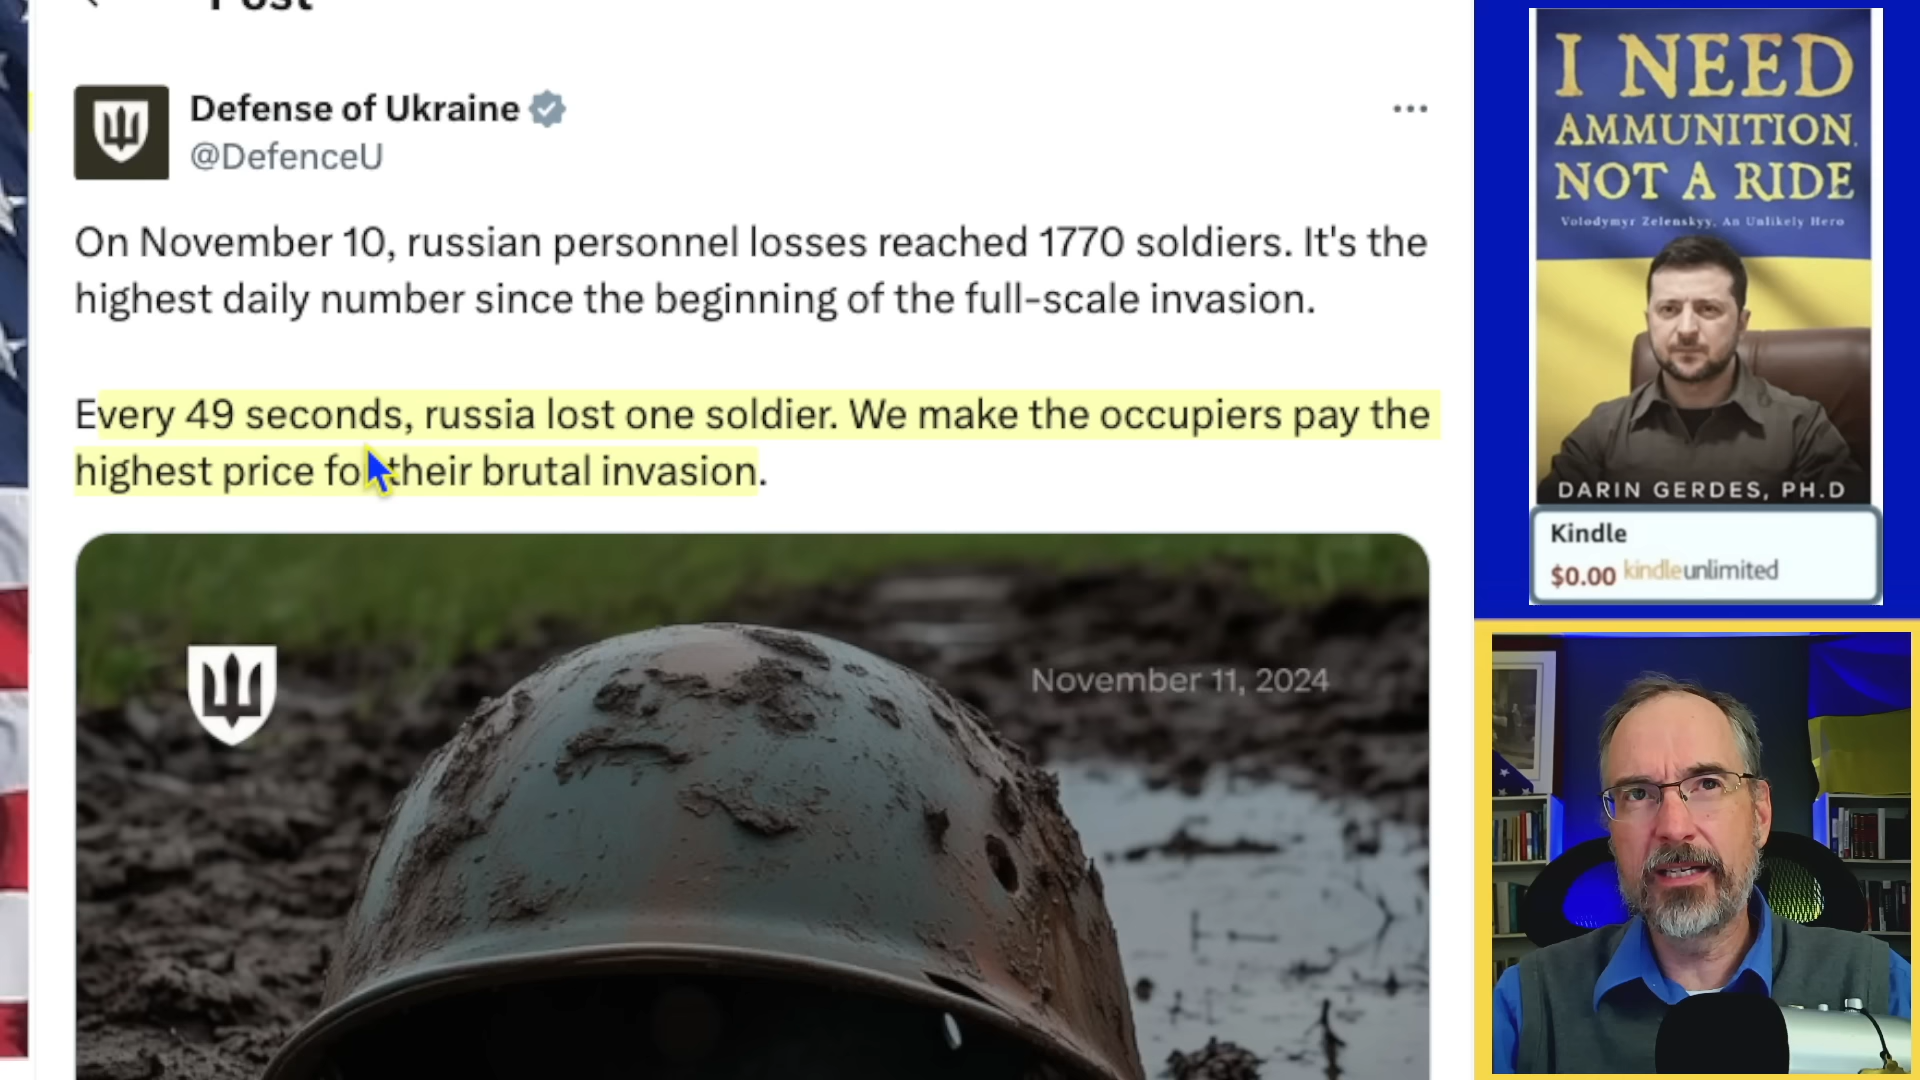 Post
Defense of Ukraine
@DefenceU
On November 10, russian personnel losses reached 1770 soldiers. It's the
highest daily number since the beginning of the full-scale invasion.
Every 49 seconds, russia lost one soldier. We make the occupiers pay the
highest price for their brutal invasion.
November 11, 2024
I NEED
AMMUNITION,
NOT A RIDE
Volodymyr Zelenskyy, An Unlikely Hero
DARIN GERDES, PH.D
Kindle
$0.00 kindleunlimited